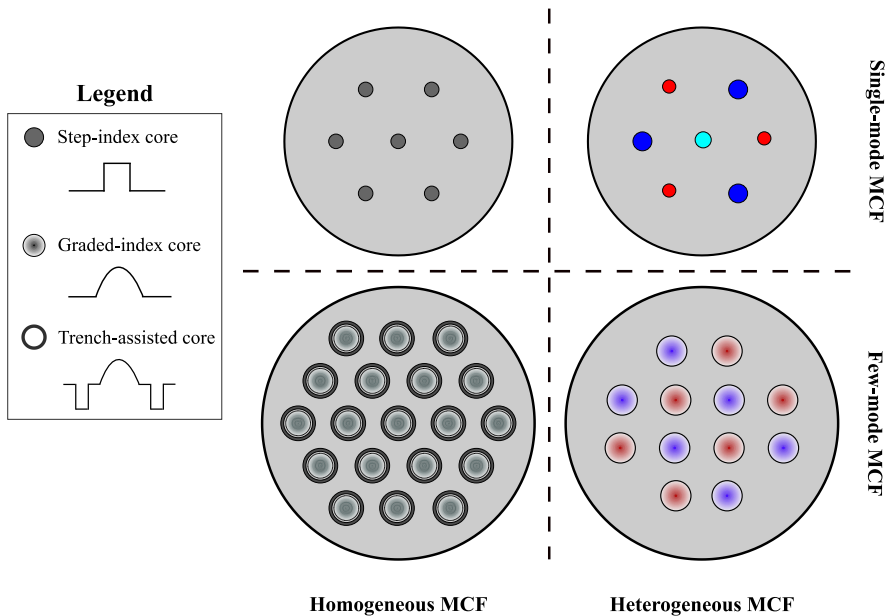 Legend
Step-index core
Graded-index core
Trench-assisted core
Single-mode MCF
Few-mode MCF
Homogeneous MCF
Heterogeneous MCF